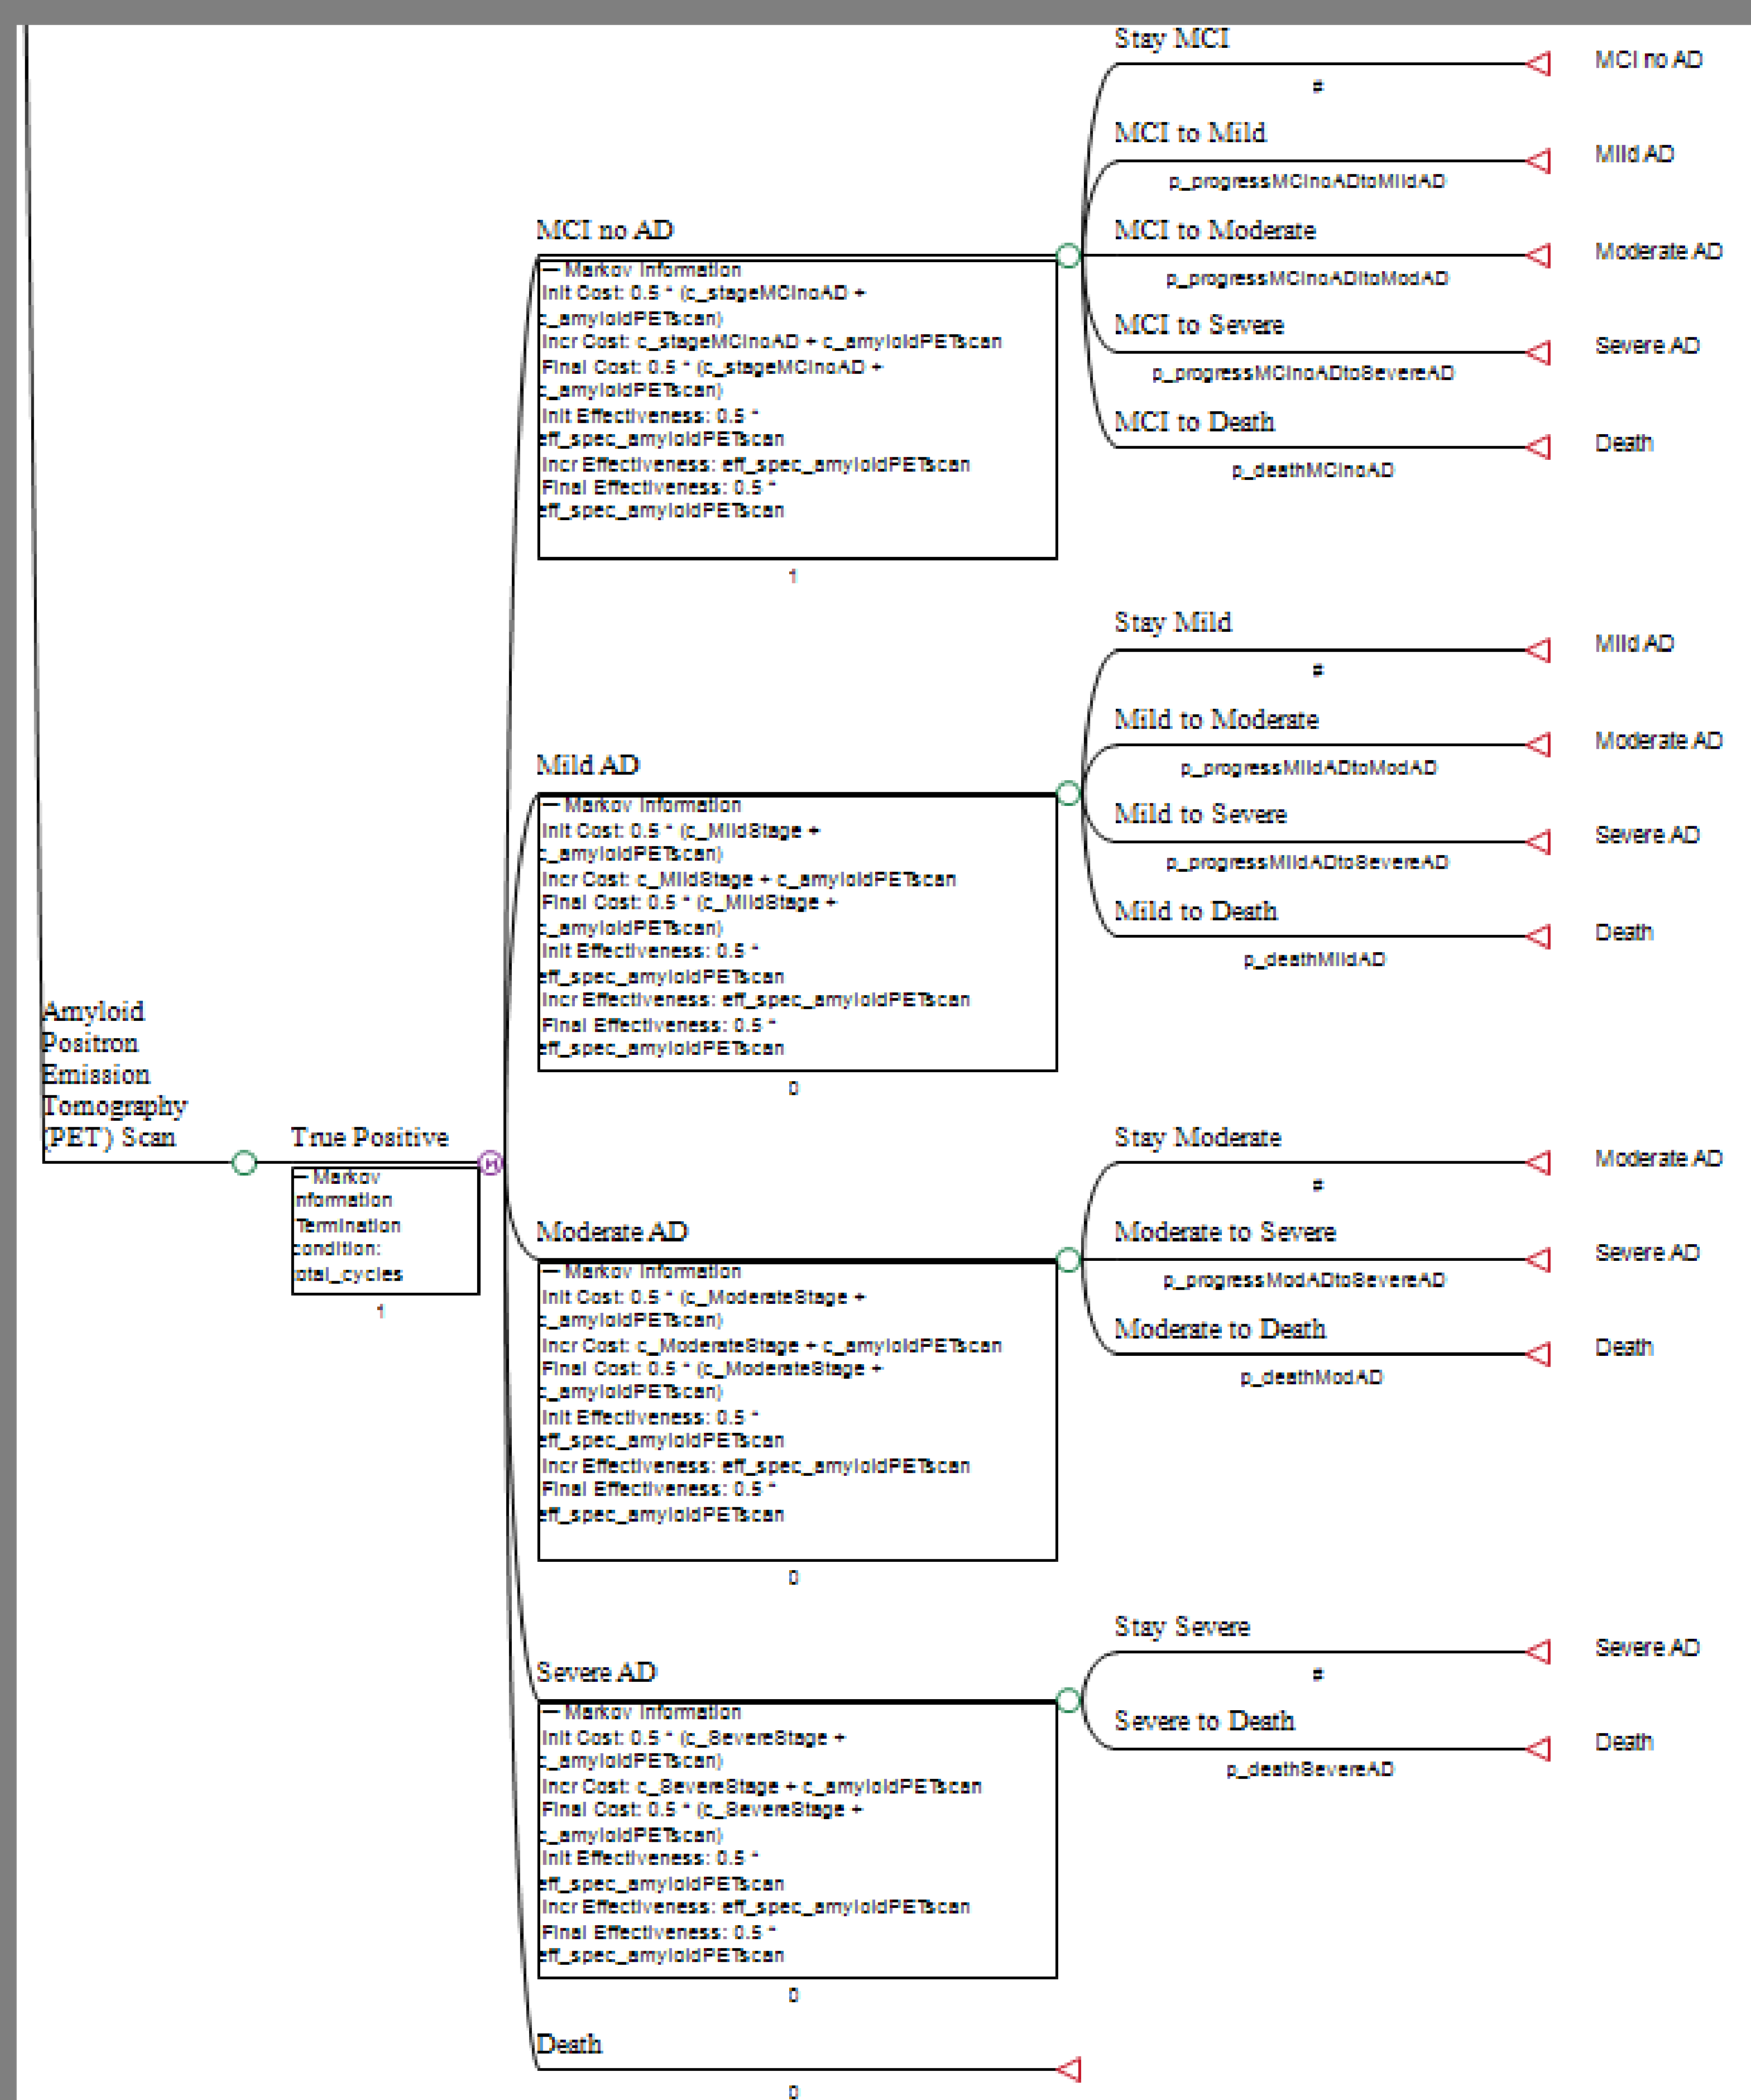 Stay MCI
MCI no AD
#
MCI to Mild
Mild AD
p_progressMCInoADtoMildAD
MCI no AD
MCI to Moderate
Moderate AD
— Markov Information
p_progressMCInoADltoModAD
Init Cost: 0.5 * (c_stageMCInoAD +
c_amyloidPETscan)
MCI to Severe
Severe AD
Incr Cost: c_stageMCInoAD + c_amyloidPETscan
Final Cost: 0.5 * (c_stageMCInoAD +
p_progressMCInoADtoSevereAD
c_amyloidPETscan)
Init Effectiveness: 0.5 *
MCI to Death
Death
eff_spec_amyloidPETscan
Incr Effectiveness: eff_spec_amyloidPETscan
p_deathMCInoAD
Final Effectiveness: 0.5 *
eff_spec_amyloidPETscan
1
Stay Mild
Mild AD
#
Mild to Moderate
Moderate AD
Mild AD
p_progressMildADtoModAD
— Markov Information
Mild to Severe
Severe AD
Init Cost: 0.5 * (c_MildStage +
c_amyloidPETscan)
p_progressMildADtoSevereAD
Incr Cost: c_MildStage + c_amyloidPETscan
Final Cost: 0.5 * (c_MildStage +
Mild to Death
Death
c_amyloidPETscan)
Init Effectiveness: 0.5 *
p_deathMildAD
eff_spec_amyloidPETscan
Incr Effectiveness: eff_spec_amyloidPETscan
Final Effectiveness: 0.5 *
eff_spec_amyloidPETscan
0
Amyloid
Positron
Emission
Tomography
(PET) Scan
True Positive
— Markov
nformation
Termination
condition:
total_cycles
1
Stay Moderate
Moderate AD
#
Moderate AD
Moderate to Severe
Severe AD
— Markov Information
p_progressModADtoSevereAD
Init Cost: 0.5 * (c_ModerateStage +
c_amyloidPETscan)
Moderate to Death
Death
Incr Cost: c_ModerateStage + c_amyloidPETscan
Final Cost: 0.5 * (c_ModerateStage +
p_deathModAD
c_amyloidPETscan)
Init Effectiveness: 0.5 *
eff_spec_amyloidPETscan
Incr Effectiveness: eff_spec_amyloidPETscan
Final Effectiveness: 0.5 *
eff_spec_amyloidPETscan
0
Stay Severe
Severe AD
#
Severe AD
— Markov Information
Severe to Death
Death
Init Cost: 0.5 * (c_SevereStage +
c_amyloidPETscan)
p_deathSevereAD
Incr Cost: c_SevereStage + c_amyloidPETscan
Final Cost: 0.5 * (c_SevereStage +
c_amyloidPETscan)
Init Effectiveness: 0.5 *
eff_spec_amyloidPETscan
Incr Effectiveness: eff_spec_amyloidPETscan
Final Effectiveness: 0.5 *
eff_spec_amyloidPETscan
0
Death
0